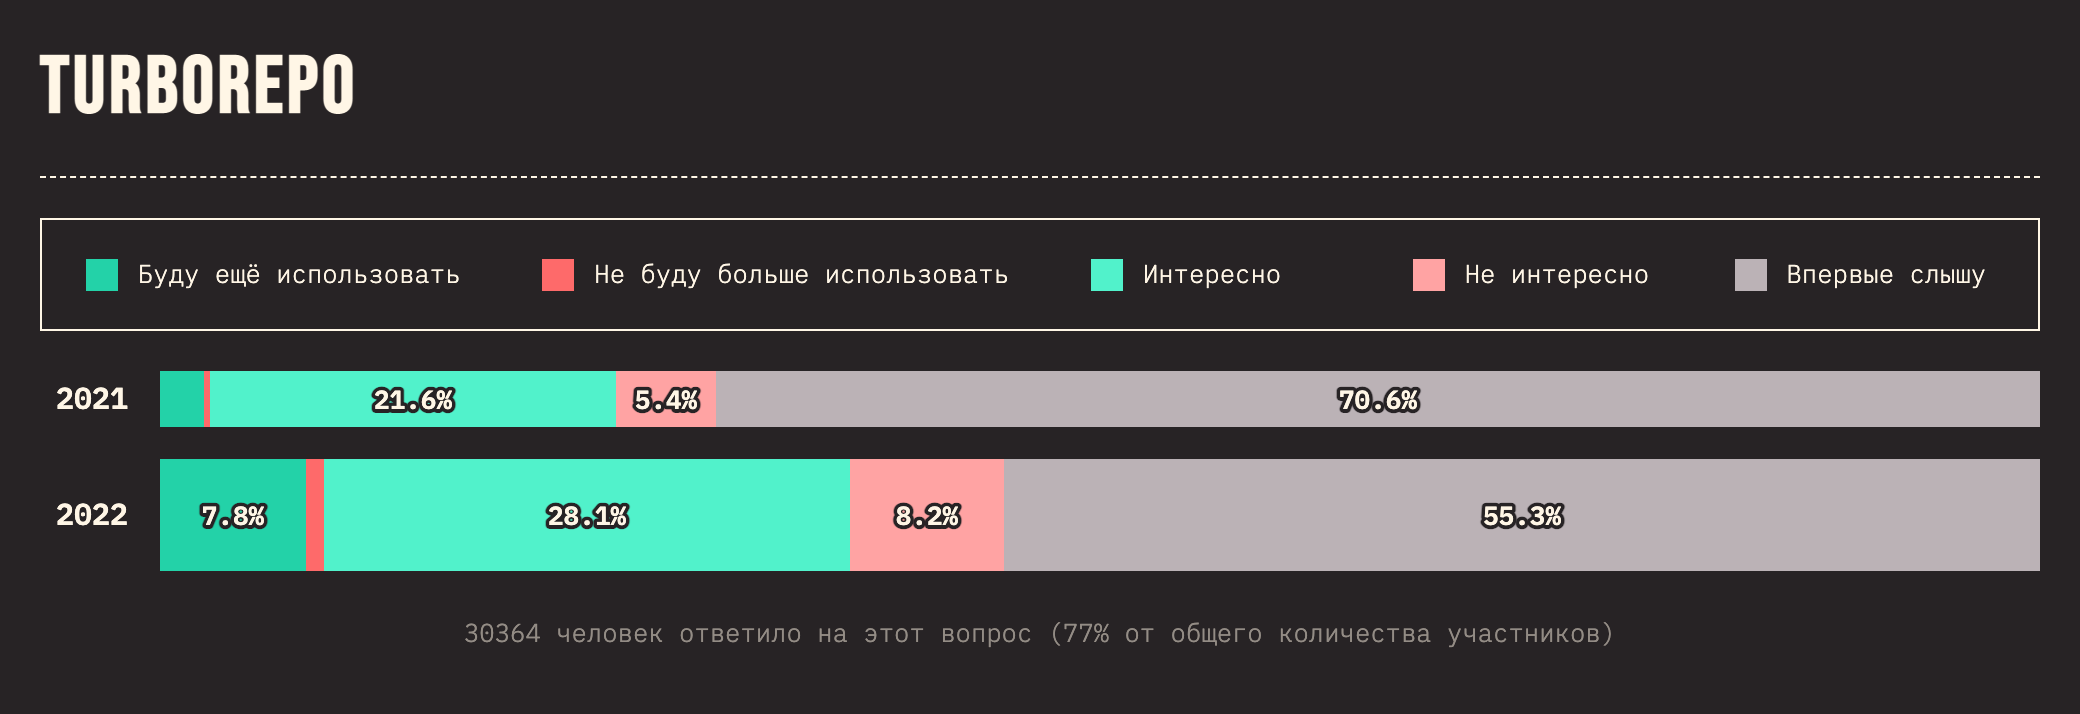 TURBOREPO
Буду ещё использовать Не буду больше использовать Интересно Не интересно Впервые слышу
2021 21.6% 5.4% 70.6%
2022 7.8% 28.1% 8.2% 55.3%
30364 человек ответило на этот вопрос (77% от общего количества участников)